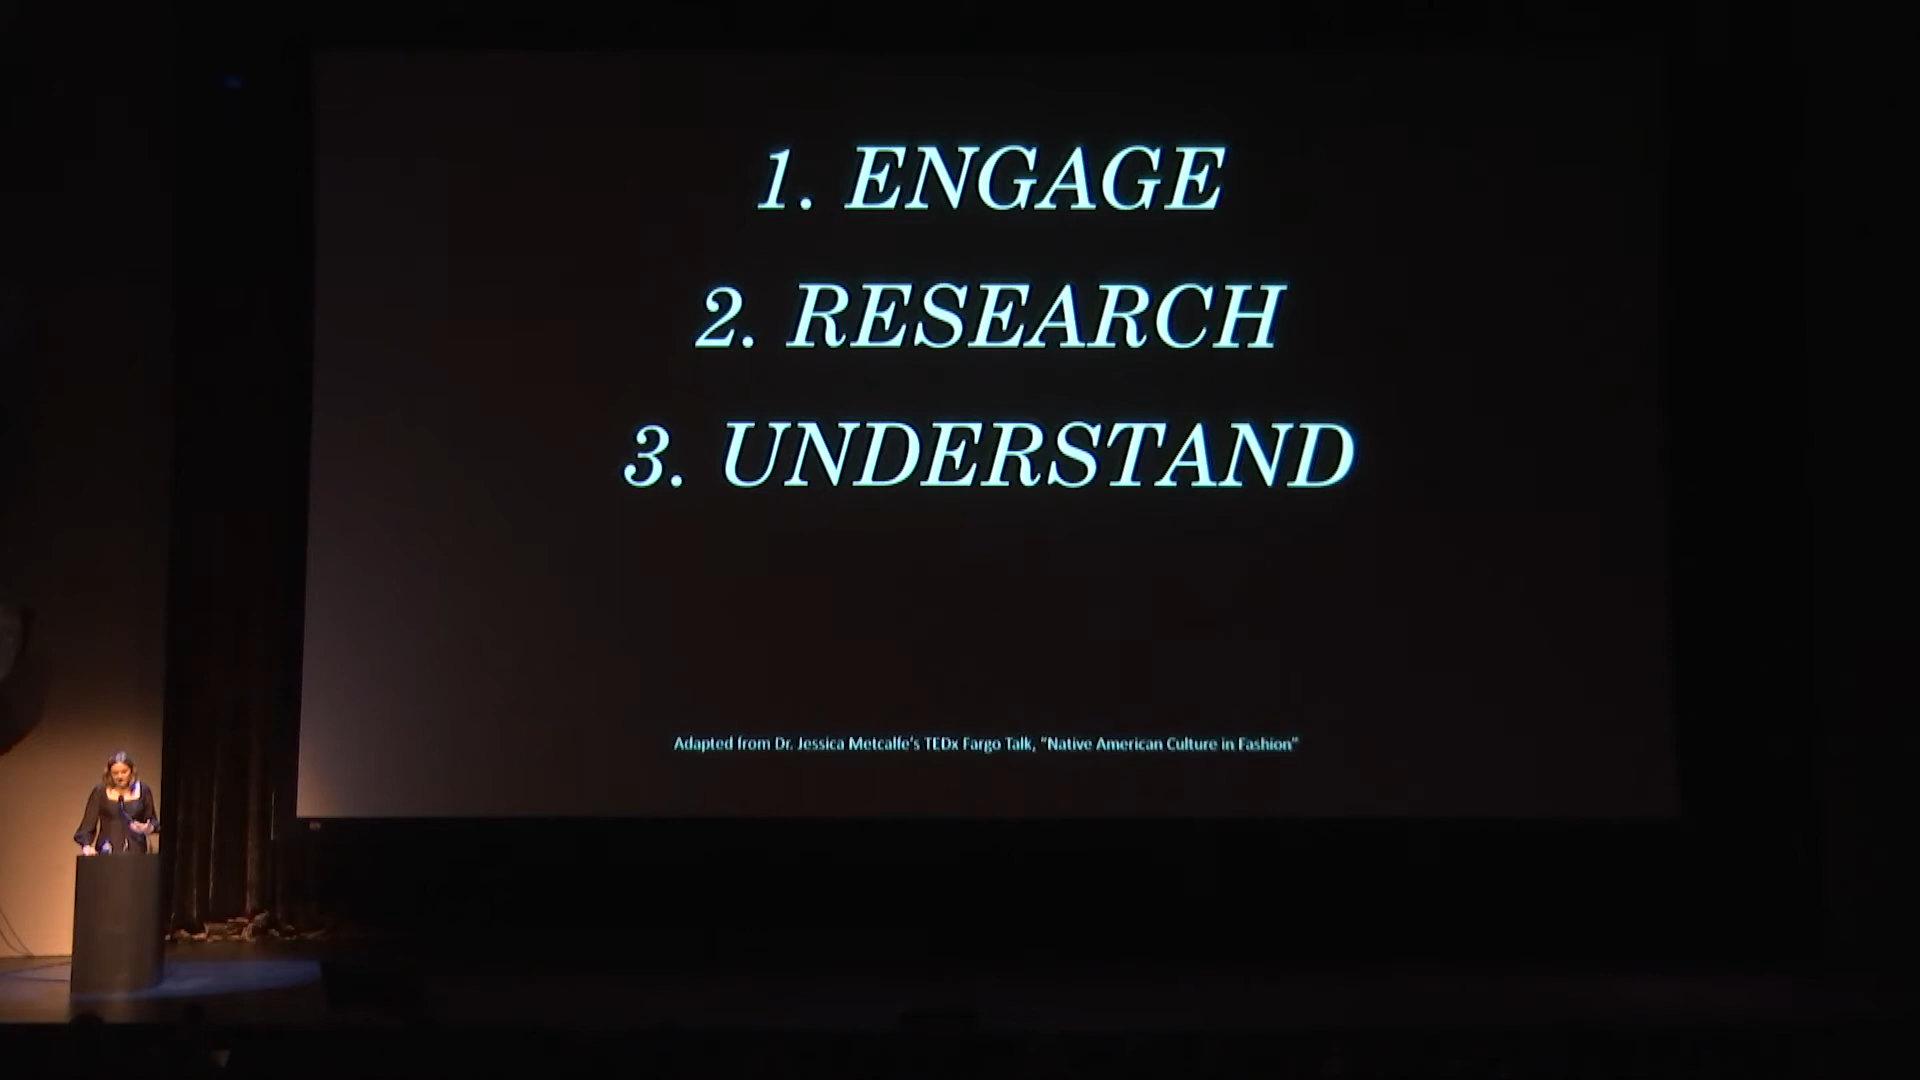 1. ENGAGE
2. RESEARCH
3. UNDERSTAND
Adapted from Dr. Jessica Metcalfe's TEDx Fargo Talk, "Native American Culture in Fashion"